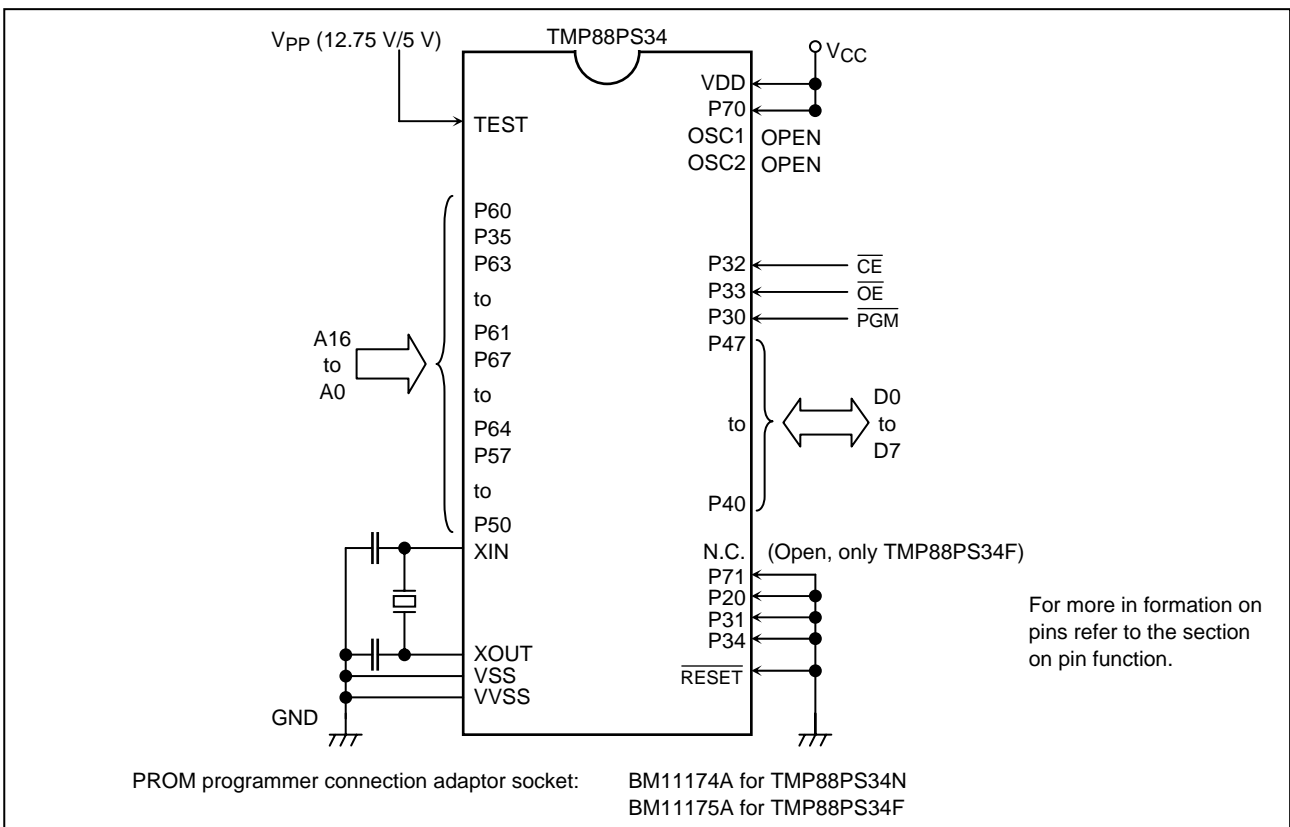 TMP88PS34
VPP (12.75 V/5 V)
TEST
P60
P35
P63
to
P61
P67
to
P64
P57
to
P50
A16
to
A0
XIN
XOUT
VSS
VVSS
GND
VCC
VDD
P70
OSC1 OPEN
OSC2 OPEN
P32 CE
P33 OE
P30 PGM
P47
to
P40
D0
to
D7
N.C. (Open, only TMP88PS34F)
P71
P20
P31
P34
RESET
For more in formation on
pins refer to the section
on pin function.
PROM programmer connection adaptor socket: BM11174A for TMP88PS34N
BM11175A for TMP88PS34F